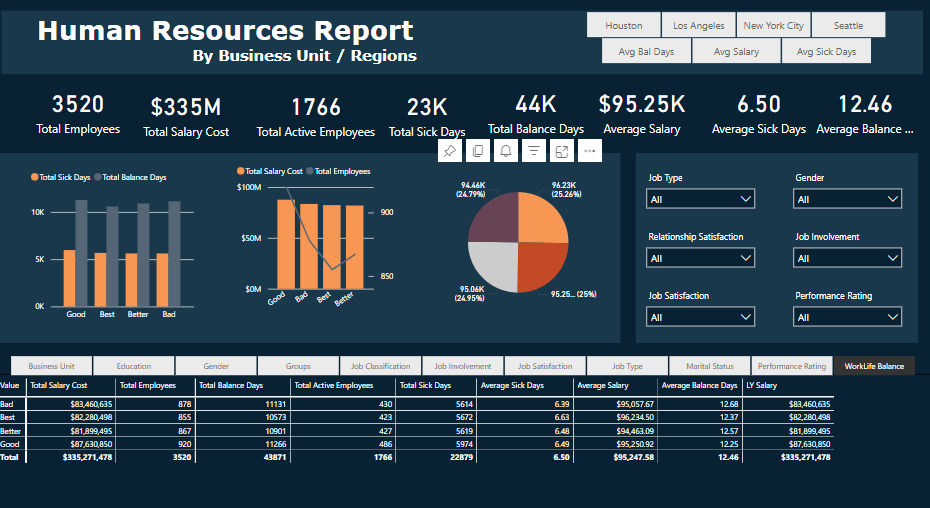 Human Resources Report
By Business Unit / Regions
Houston
Los Angeles
New York City
Seattle
Avg Bal Days
Avg Salary
Avg Sick Days
3520
Total Employees
$335M
Total Salary Cost
1766
Total Active Employees
23K
Total Sick Days
44K
Total Balance Days
$95.25K
Average Salary
6.50
Average Sick Days
12.46
Average Balance ...
Total Sick Days Total Balance Days
10K
5K
0K
Good Best Better Bad
Total Salary Cost Total Employees
$100M
$50M
$0M
900
850
Good Bad Best Better
94.46K
(24.79%)
96.23K
(25.26%)
95.06K
(24.95%)
95.25... (25%)
Job Type
All
Gender
All
Relationship Satisfaction
All
Job Involvement
All
Job Satisfaction
All
Performance Rating
All
Business Unit Education Gender Groups Job Classification Job Involvement Job Satisfaction Job Type Marital Status Performance Rating WorkLife Balance
Value Total Salary Cost Total Employees Total Balance Days Total Active Employees Total Sick Days Average Sick Days Average Salary Average Balance Days LY Salary
Bad $83,460,635 878 11131 430 5614 6.39 $95,057.67 12.68 $83,460,635
Best $82,280,498 855 10573 423 5672 6.63 $96,234.50 12.37 $82,280,498
Better $81,899,495 867 10901 427 5619 6.48 $94,463.09 12.57 $81,899,495
Good $87,630,850 920 11266 486 5974 6.49 $95,250.92 12.25 $87,630,850
Total $335,271,478 3520 43871 1766 22879 6.50 $95,247.58 12.46 $335,271,478